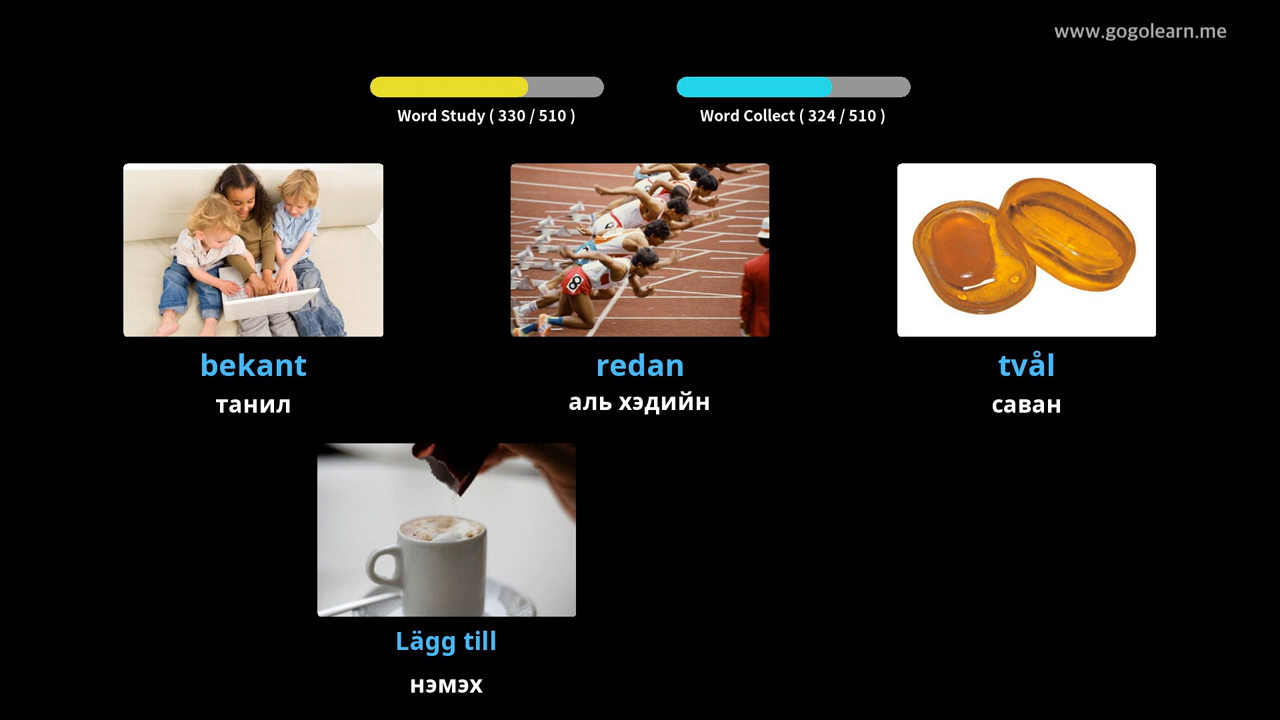 www.gogolearn.me
Word Study ( 330 / 510 )
Word Collect ( 324 / 510 )
bekant
танил
redan
аль хэдийн
tvål
саван
Lägg till
нэмэх